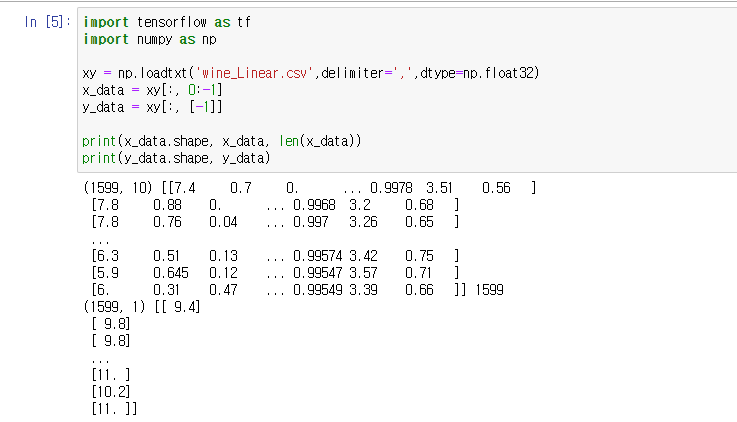 In [5]: import tensorflow as tf
import numpy as np
xy = np.loadtxt('wine_Linear.csv',delimiter=',',dtype=np.float32)
x_data = xy[:, 0:-1]
y_data = xy[:, [-1]]
print(x_data.shape, x_data, len(x_data))
print(y_data.shape, y_data)
(1599, 10) [[7.4 0.7 0. ... 0.9978 3.51 0.56 ]
[7.8 0.88 0. ... 0.9968 3.2 0.68 ]
[7.8 0.76 0.04 ... 0.997 3.26 0.65 ]
...
[6.3 0.51 0.13 ... 0.99574 3.42 0.75 ]
[5.9 0.645 0.12 ... 0.99547 3.57 0.71 ]
[6. 0.31 0.47 ... 0.99549 3.39 0.66 ]] 1599
(1599, 1) [[ 9.4]
[ 9.8]
[ 9.8]
...
[11. ]
[10.2]
[11. ]]